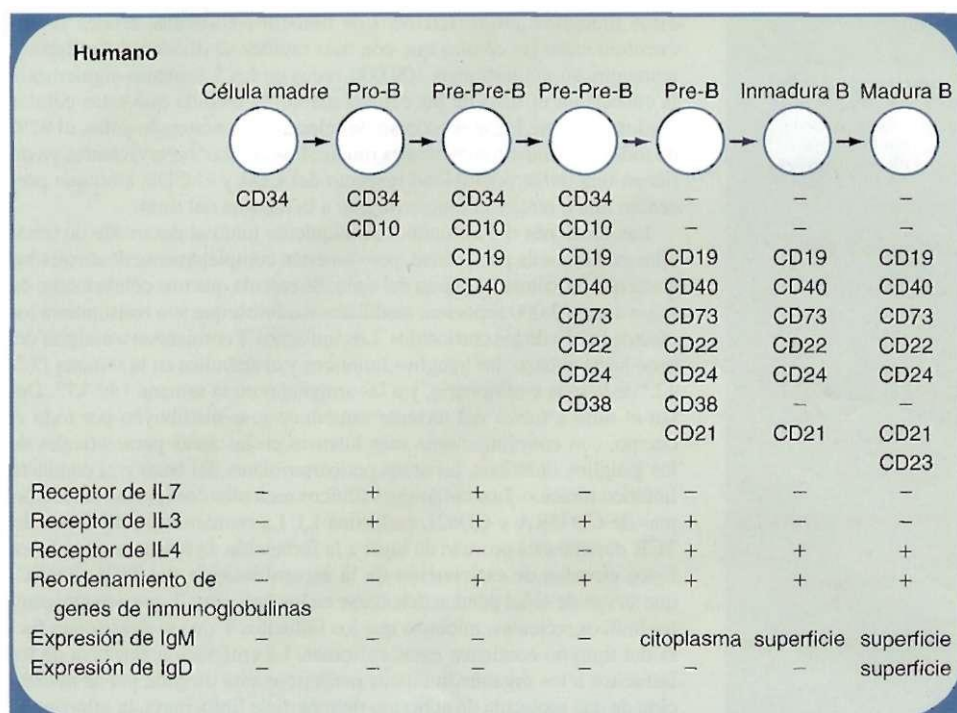 Humano
Célula madre Pro-B Pre-Pre-B Pre-Pre-B Pre-B Inmadura B Madura B
CD34 CD34 CD34 CD34 – – –
CD10 CD10 CD10 – – –
CD19 CD19 CD19 CD19 CD19
CD40 CD40 CD40 CD40 CD40
CD73 CD73 CD73 CD73
CD22 CD22 CD22 CD22
CD24 CD24 CD24 CD24
CD38 CD38 – –
CD21 CD21 CD21
CD23
Receptor de IL7 – + + – – – –
Receptor de IL3 – + + + + – –
Receptor de IL4 – – – + + + +
Reordenamiento de – – – + + + +
genes de inmunoglobulinas
Expresión de IgM – – – – citoplasma superficie superficie
Expresión de IgD – – – – – – superficie